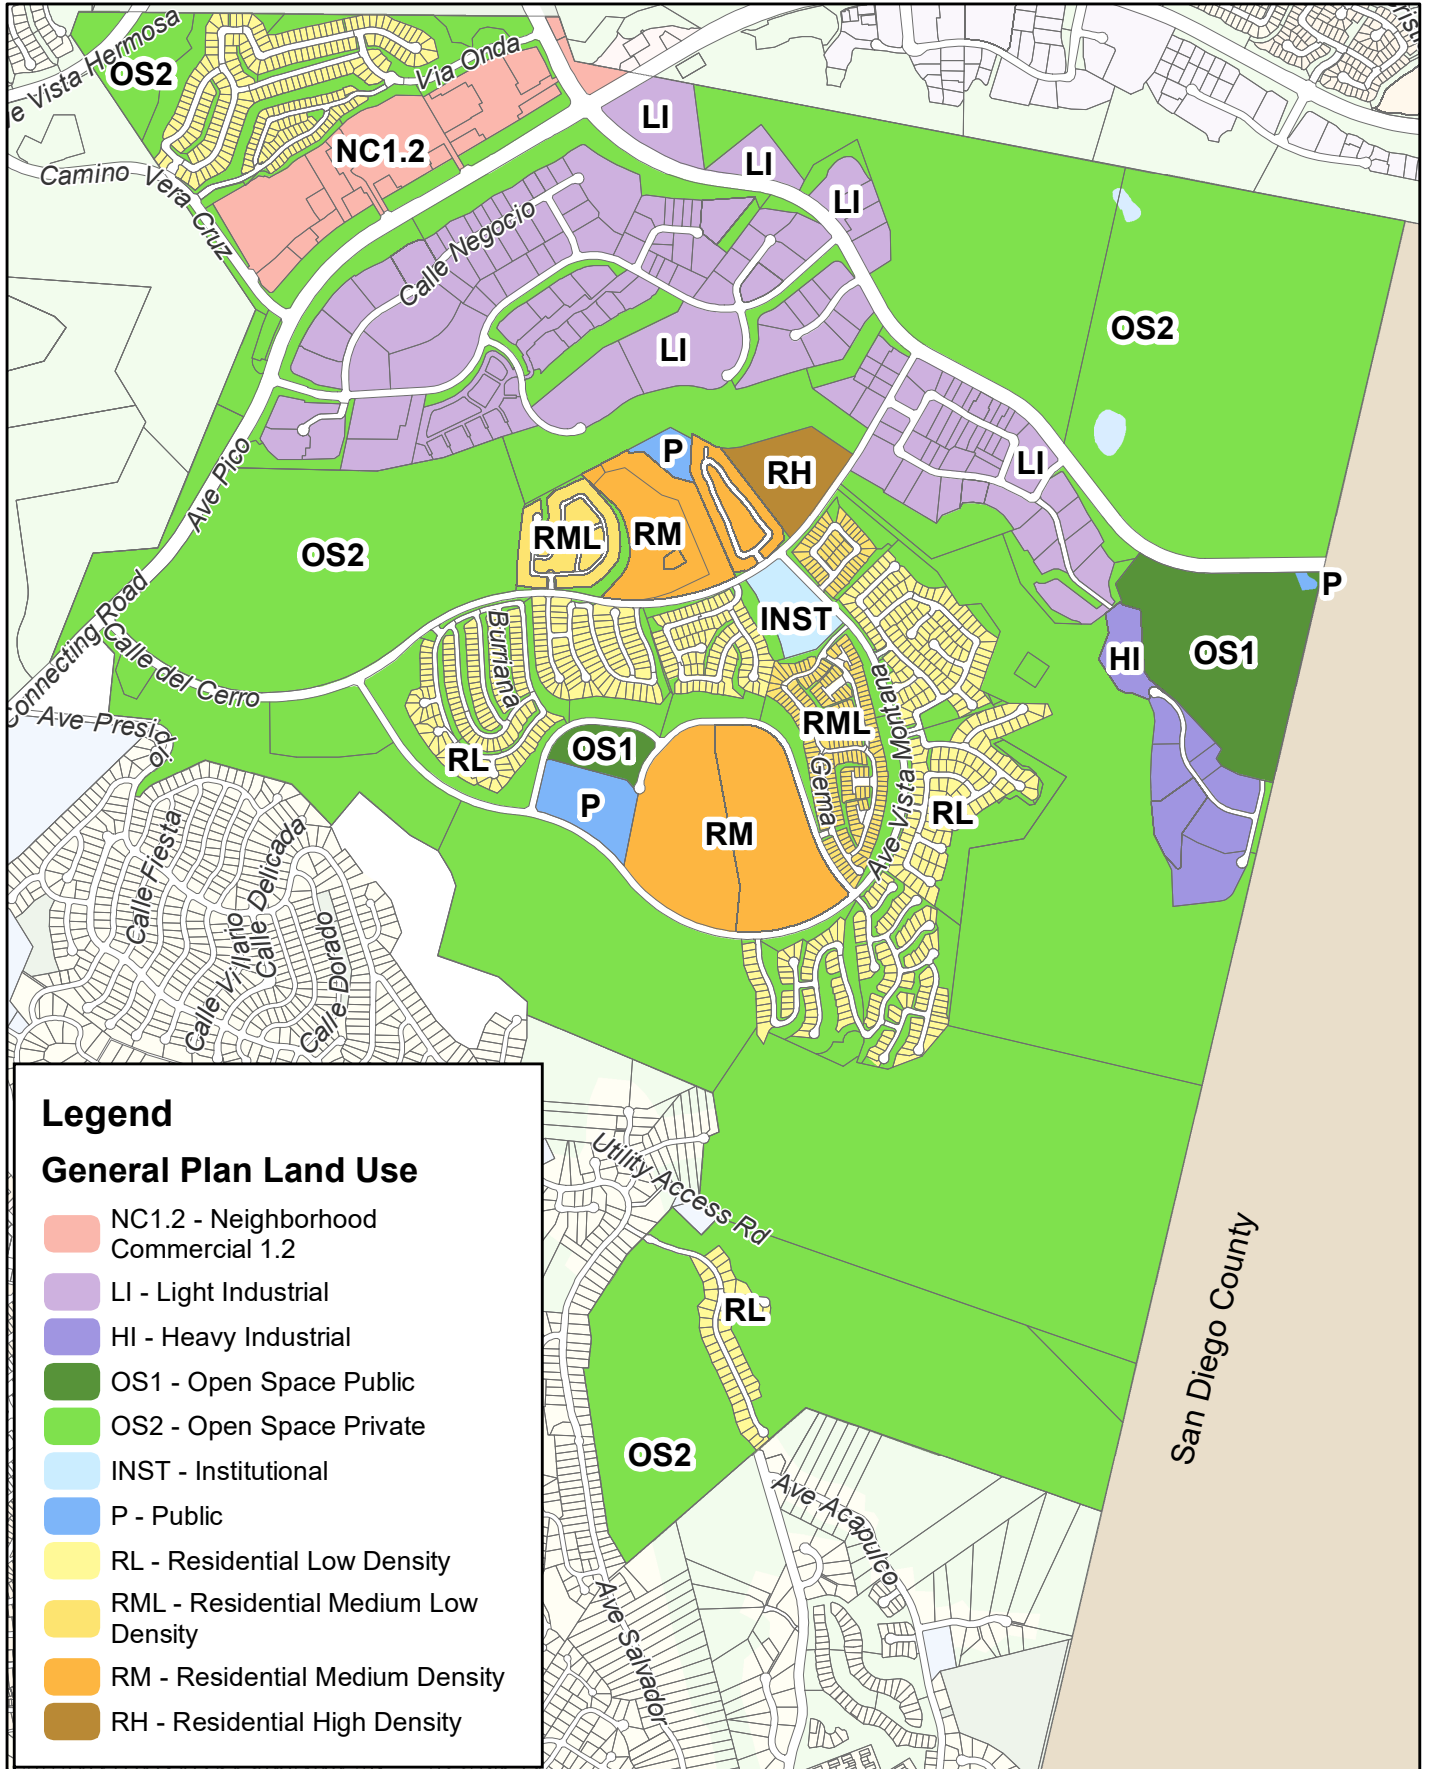 e Vista Hermosa
OS2
Via Onda
NC1.2
LI
LI
LI
Camino Vera Cruz
Calle Negocio
LI
OS2
LI
Ave Pico
P
RH
RML
RM
OS2
P
INST
Connecting Road
Calle del Cerro
Burriana
HI
OS1
Ave Presidio
RL
OS1
P
RML
Gema
Ave Vista Montana
RL
RM
Calle Fiesta
Calle Delicada
Calle Villario
Calle Dorado
Utility Access Rd
RL
OS2
Ave Acapulco
Ave Salvador
San Diego County
Legend
General Plan Land Use
NC1.2 - Neighborhood
Commercial 1.2
LI - Light Industrial
HI - Heavy Industrial
OS1 - Open Space Public
OS2 - Open Space Private
INST - Institutional
P - Public
RL - Residential Low Density
RML - Residential Medium Low
Density
RM - Residential Medium Density
RH - Residential High Density